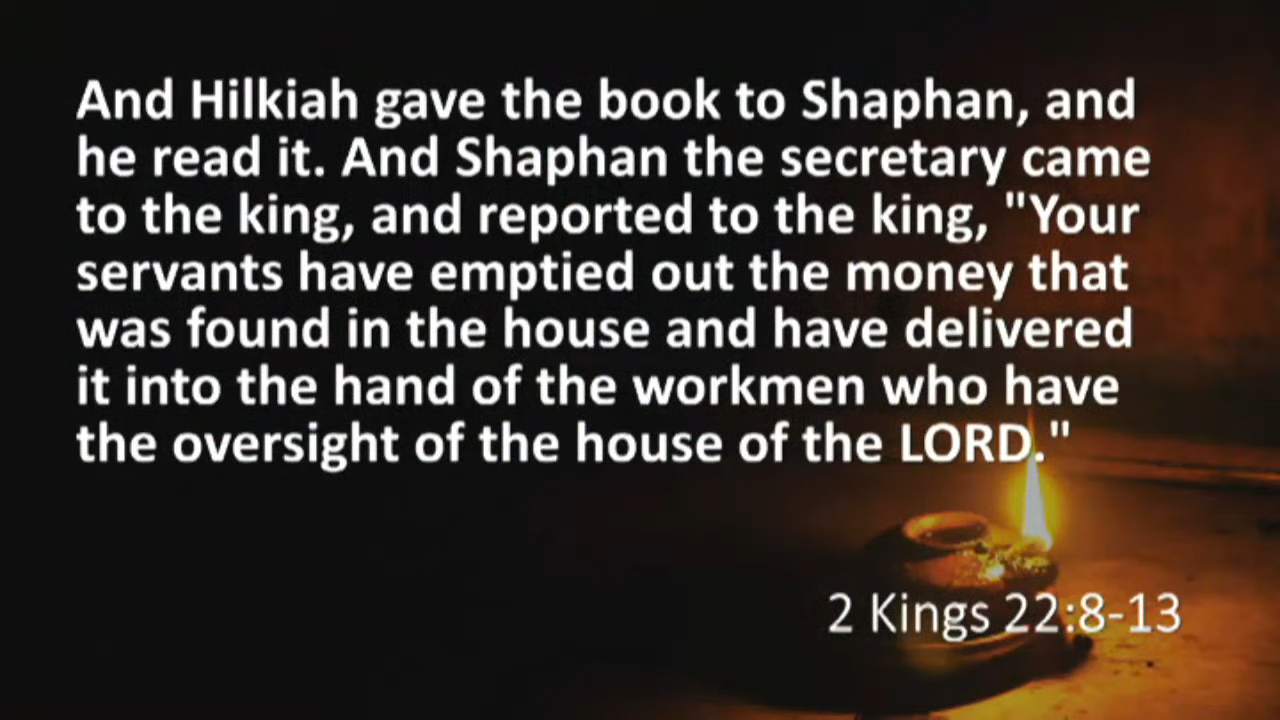 And Hilkiah gave the book to Shaphan, and
he read it. And Shaphan the secretary came
to the king, and reported to the king, "Your
servants have emptied out the money that
was found in the house and have delivered
it into the hand of the workmen who have
the oversight of the house of the LORD."
2 Kings 22:8-13